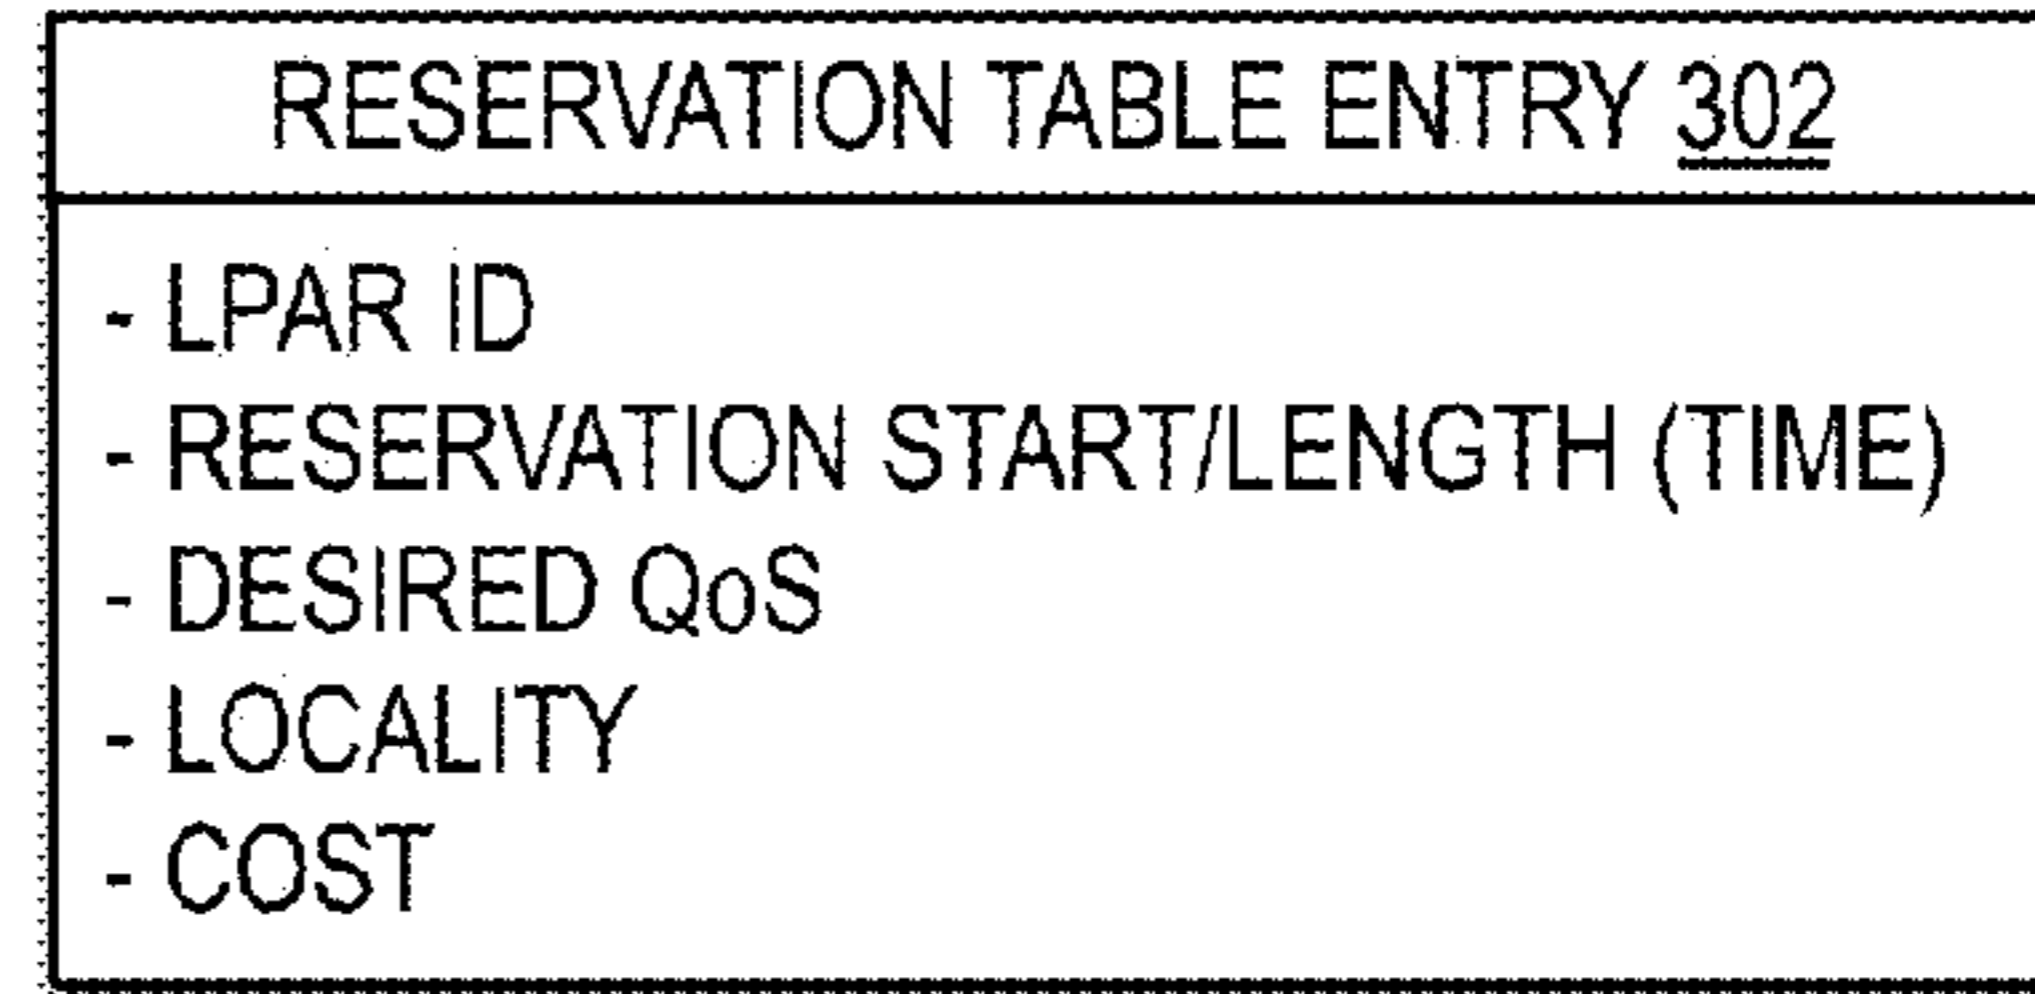 RESERVATION TABLE ENTRY 302
- LPAR ID
- RESERVATION START/LENGTH (TIME)
- DESIRED QoS
- LOCALITY
- COST